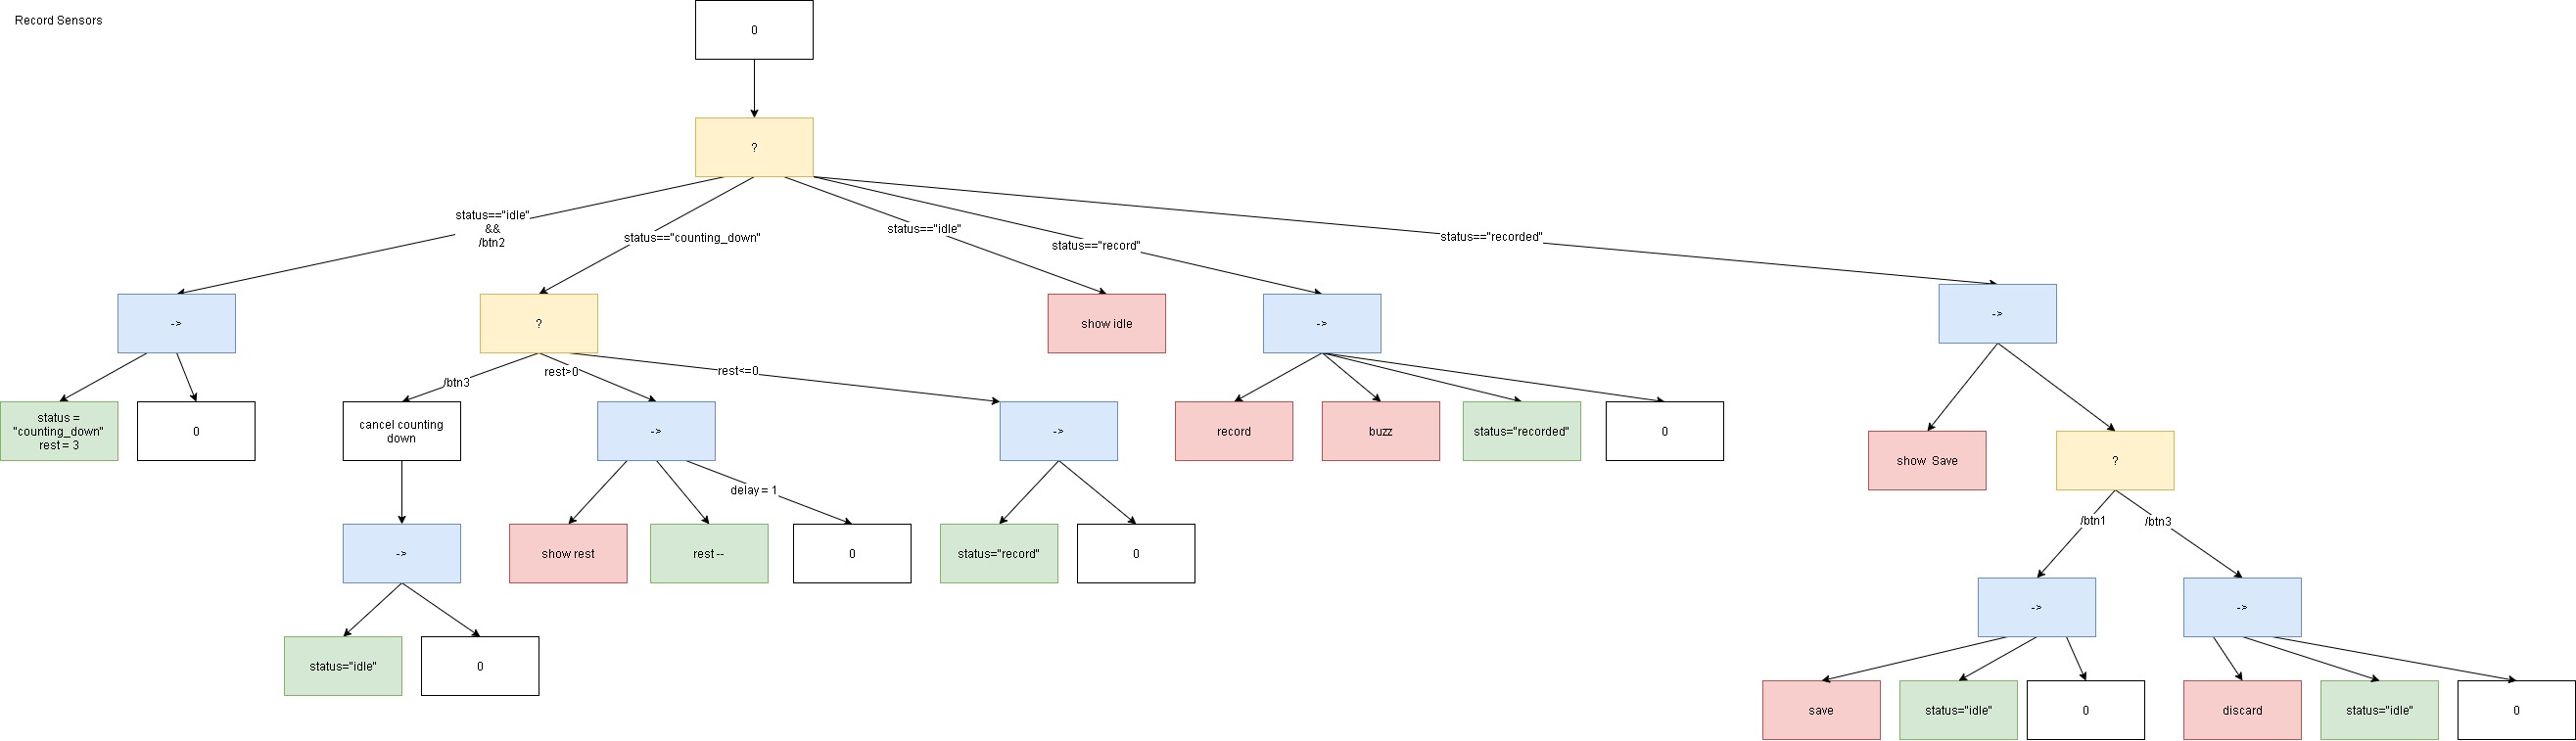 Record Sensors
0
?
status=="idle"
&&
/btn2
status=="counting_down"
status=="idle"
status=="record"
status=="recorded"
->
?
show idle
->
->
/btn3
rest>0
rest<=0
status =
"counting_down"
rest = 3
0
cancel counting
down
->
->
record
buzz
status="recorded"
0
show  Save
?
delay = 1
/btn1
/btn3
->
show rest
rest --
0
status="record"
0
->
->
status="idle"
0
save
status="idle"
0
discard
status="idle"
0